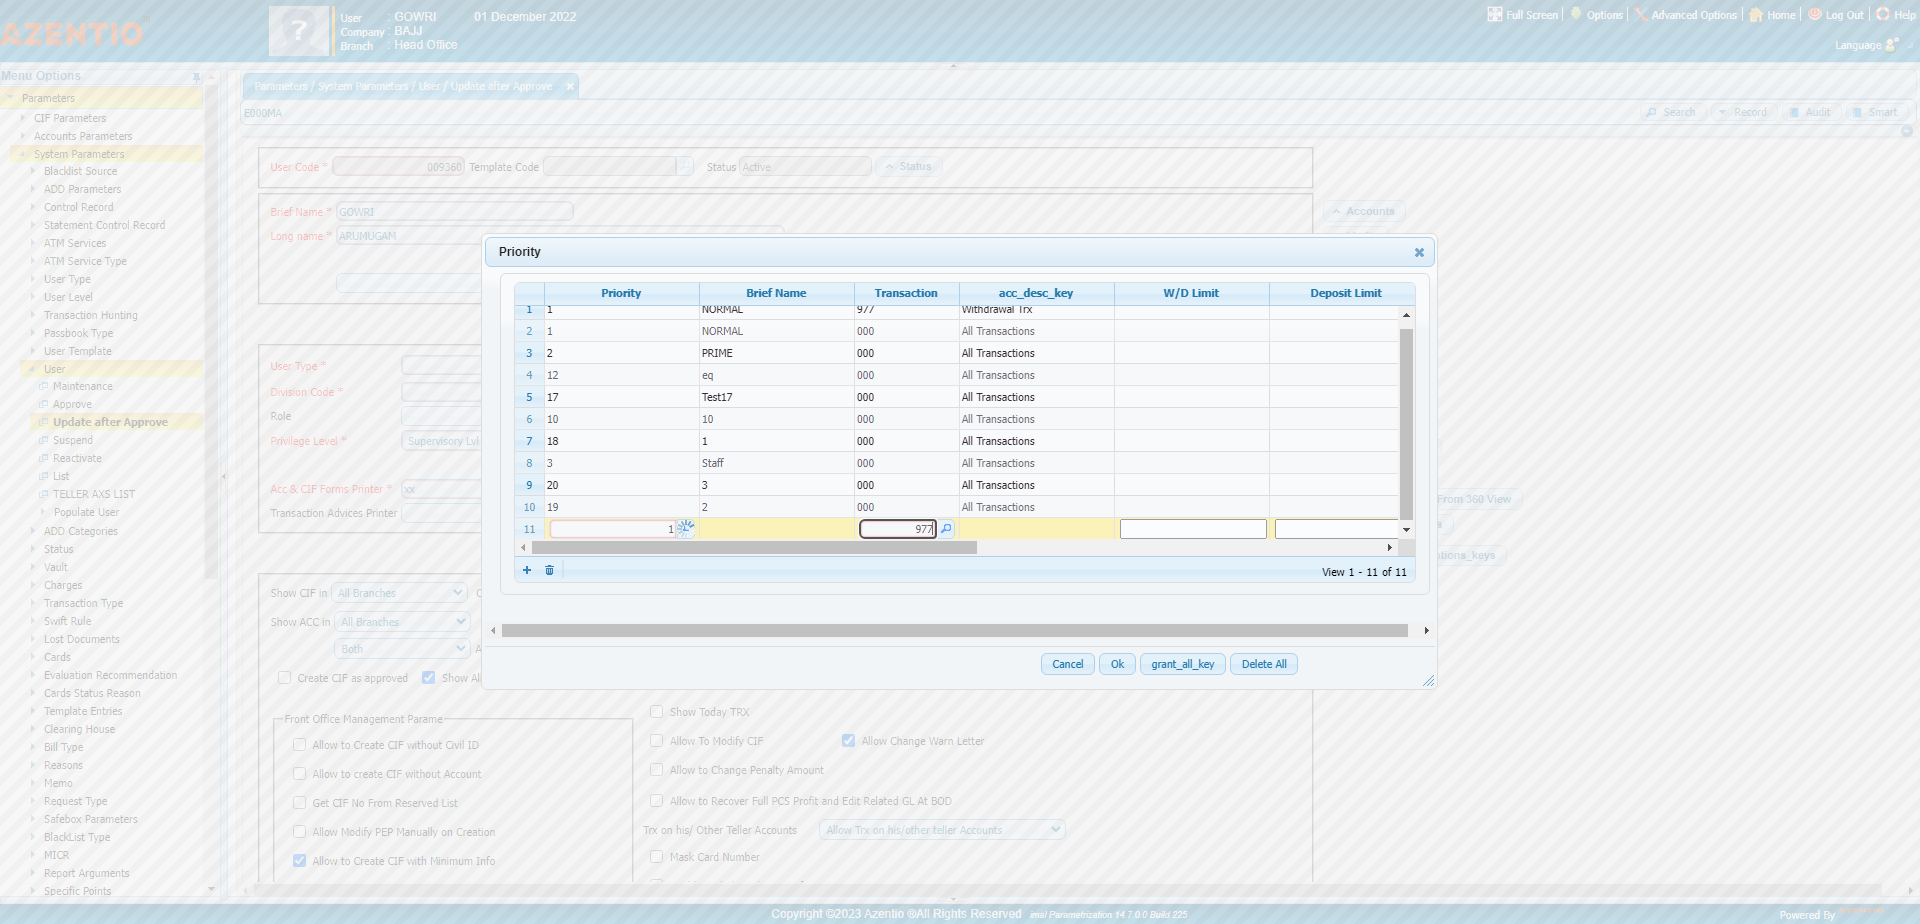 AZENTIO
User : GOWRI 01 December 2022
Company : BAJJ
Branch : Head Office
Full Screen Options Advanced Options Home Log Out Help
Language
Menu Options
Parameters
CIF Parameters
Accounts Parameters
System Parameters
Blacklist Source
ADD Parameters
Control Record
Statement Control Record
ATM Services
ATM Service Type
User Type
User Level
Transaction Hunting
Passbook Type
User Template
User
Maintenance
Approve
Update after Approve
Suspend
Reactivate
List
TELLER AXS LIST
Populate User
ADD Categories
Status
Vault
Charges
Transaction Type
Swift Rule
Lost Documents
Cards
Evaluation Recommendation
Cards Status Reason
Template Entries
Clearing House
Bill Type
Reasons
Memo
Request Type
Safebox Parameters
BlackList Type
MICR
Report Arguments
Specific Points
Parameters / System Parameters / User / Update after Approve
E000MA
Search Record Audit Smart
User Code * 009360 Template Code Status Active Status
Brief Name * GOWRI
Accounts
Long name * ARUMUGAM
User Type *
Division Code *
Role
Privilege Level * Supervisory Lvl
Acc & CIF Forms Printer * xx
Transaction Advices Printer
From 360 View
tions_keys
Show CIF in All Branches
Show ACC in All Branches
Both
Create CIF as approved Show Al
Front Office Management Parame
Allow to Create CIF without Civil ID
Allow to create CIF without Account
Get CIF No From Reserved List
Allow Modify PEP Manually on Creation
Allow to Create CIF with Minimum Info
Show Today TRX
Allow To Modify CIF Allow Change Warn Letter
Allow to Change Penalty Amount
Allow to Recover Full PCS Profit and Edit Related GL At BOD
Trx on his/ Other Teller Accounts Allow Trx on his/other teller Accounts
Mask Card Number
Priority
Priority Brief Name Transaction acc_desc_key W/D Limit Deposit Limit
1 1 NORMAL 977 Withdrawal Trx
2 1 NORMAL 000 All Transactions
3 2 PRIME 000 All Transactions
4 12 eq 000 All Transactions
5 17 Test17 000 All Transactions
6 10 10 000 All Transactions
7 18 1 000 All Transactions
8 3 Staff 000 All Transactions
9 20 3 000 All Transactions
10 19 2 000 All Transactions
11 1 977
View 1 - 11 of 11
Cancel Ok grant_all_key Delete All
Copyright ©2023 Azentio ®All Rights Reserved imal Parametrization 14.7.0.0 Build 225
Powered By